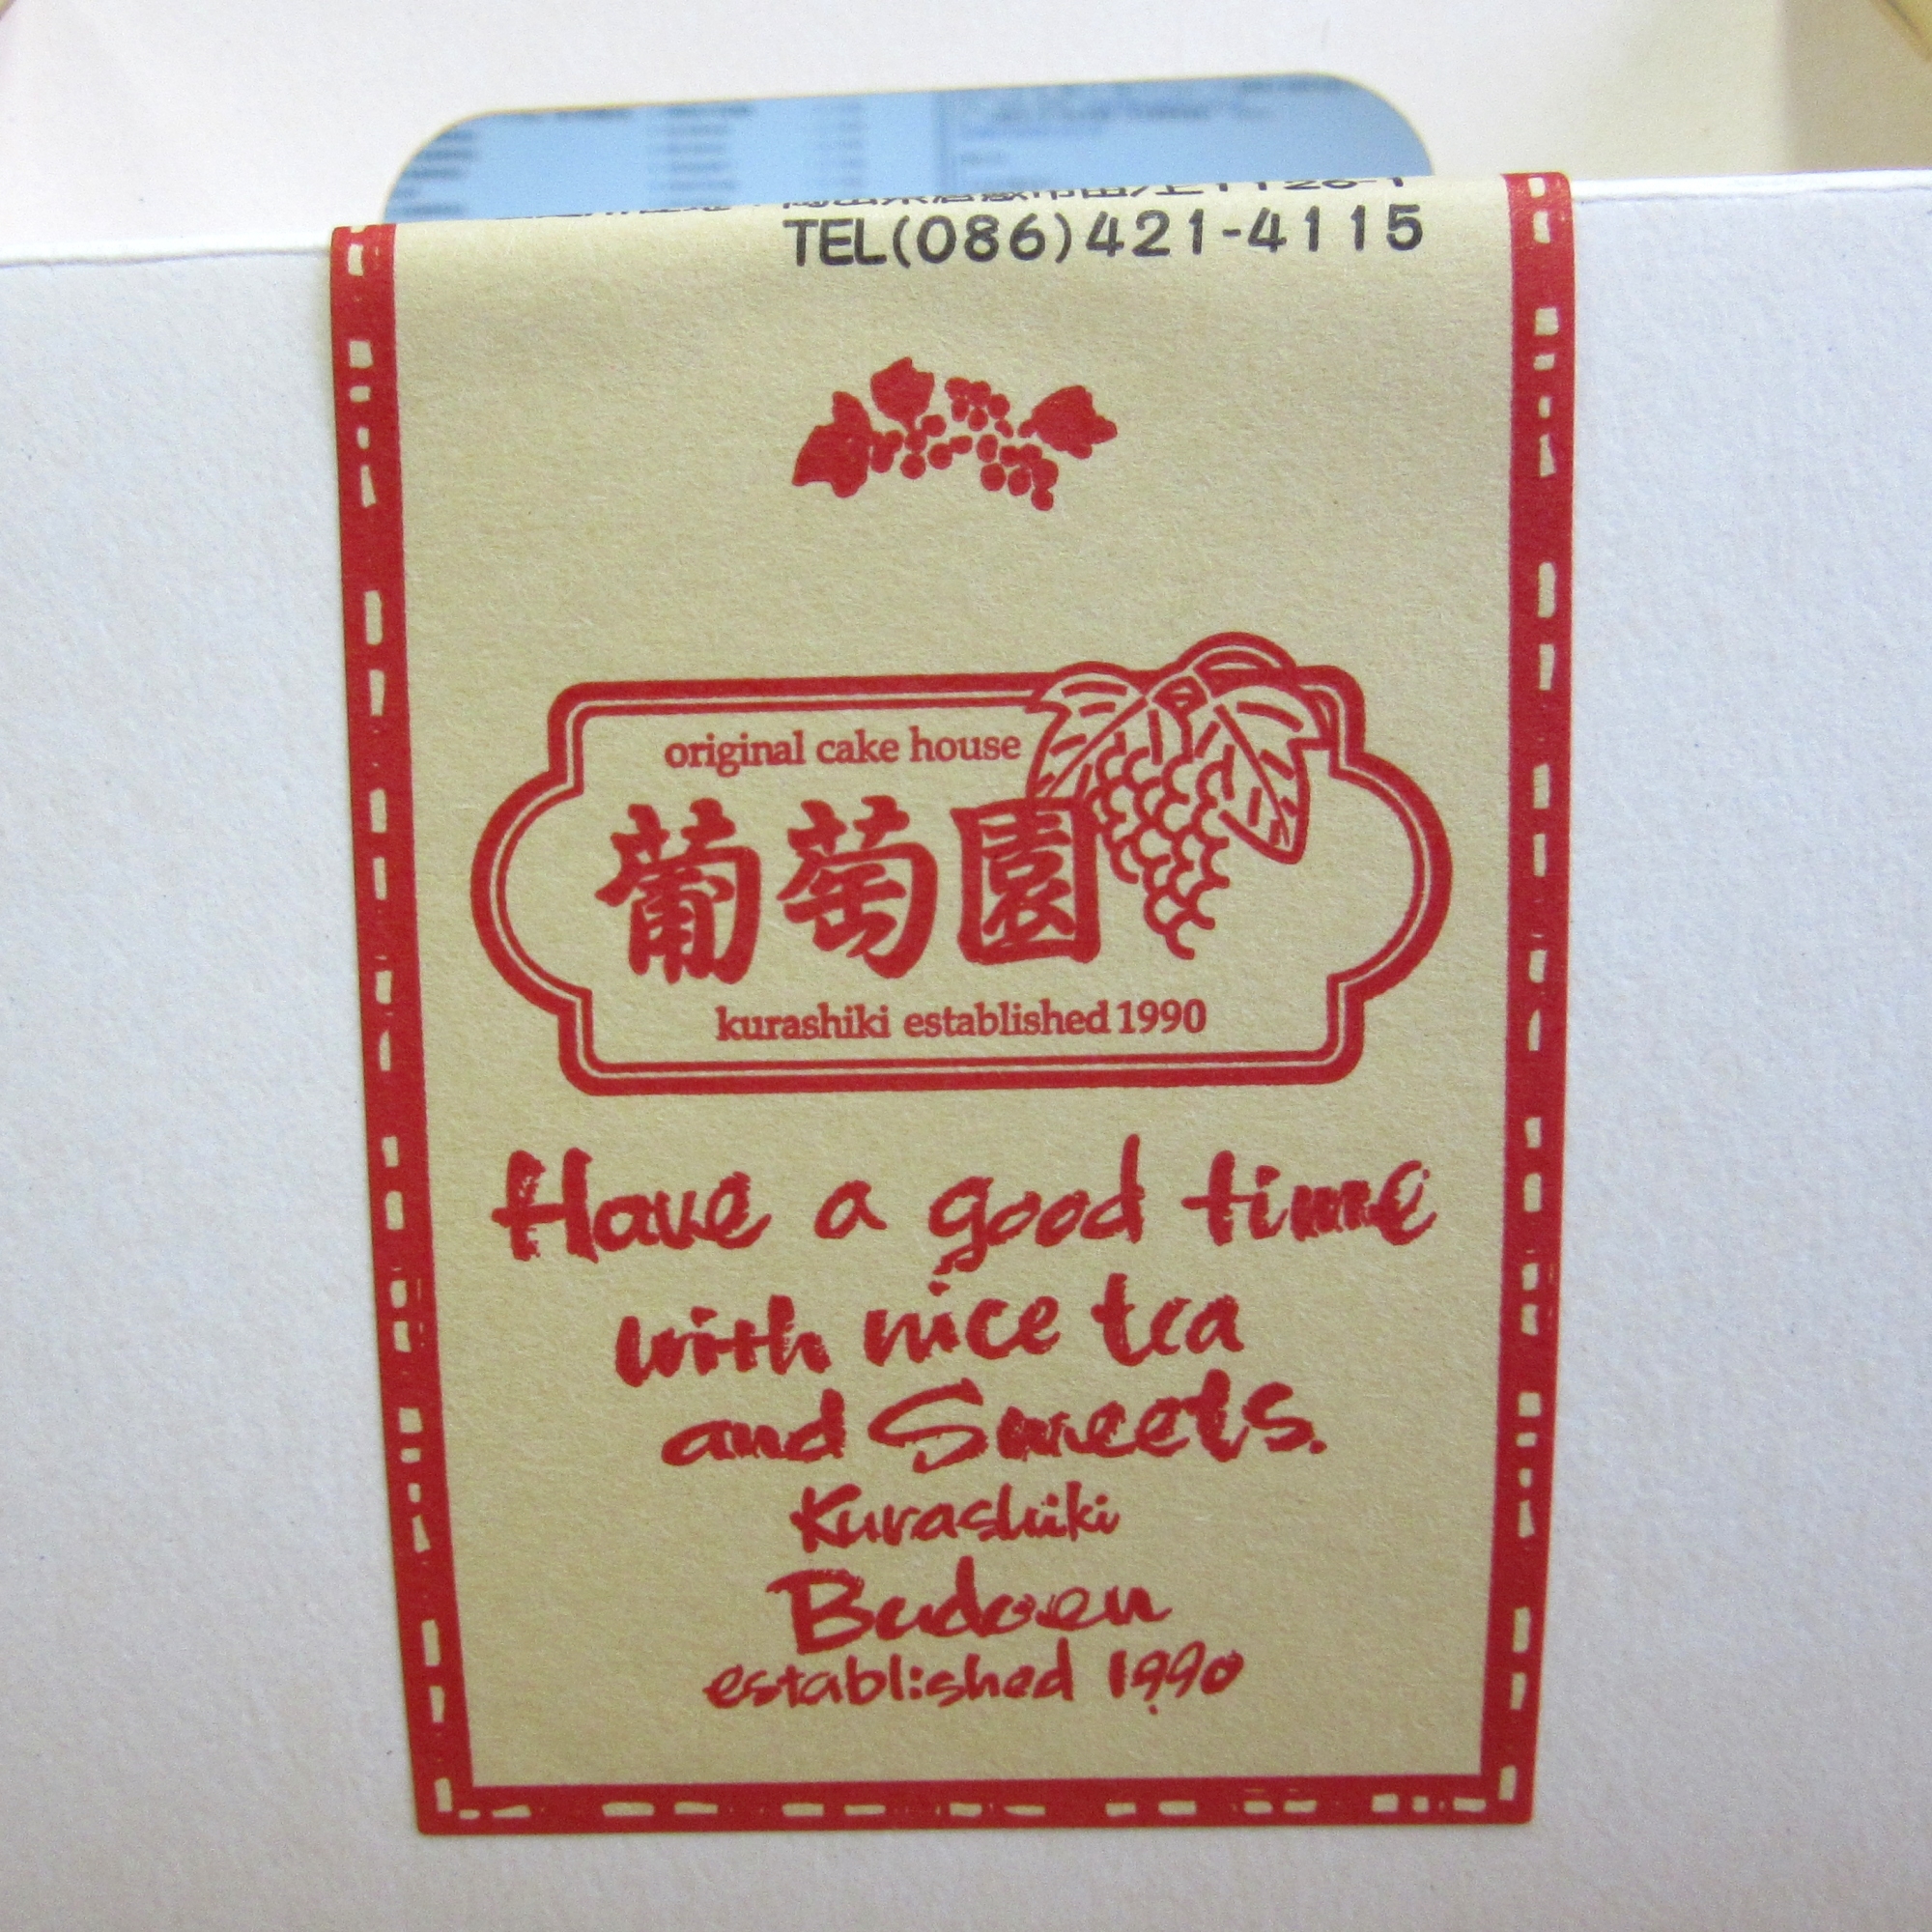 TEL(086)421-4115
original cake house
葡萄園
kurashiki established 1990
Have a good time
with nice tea
and Sweets.
Kurashiki
Budoen
established 1990